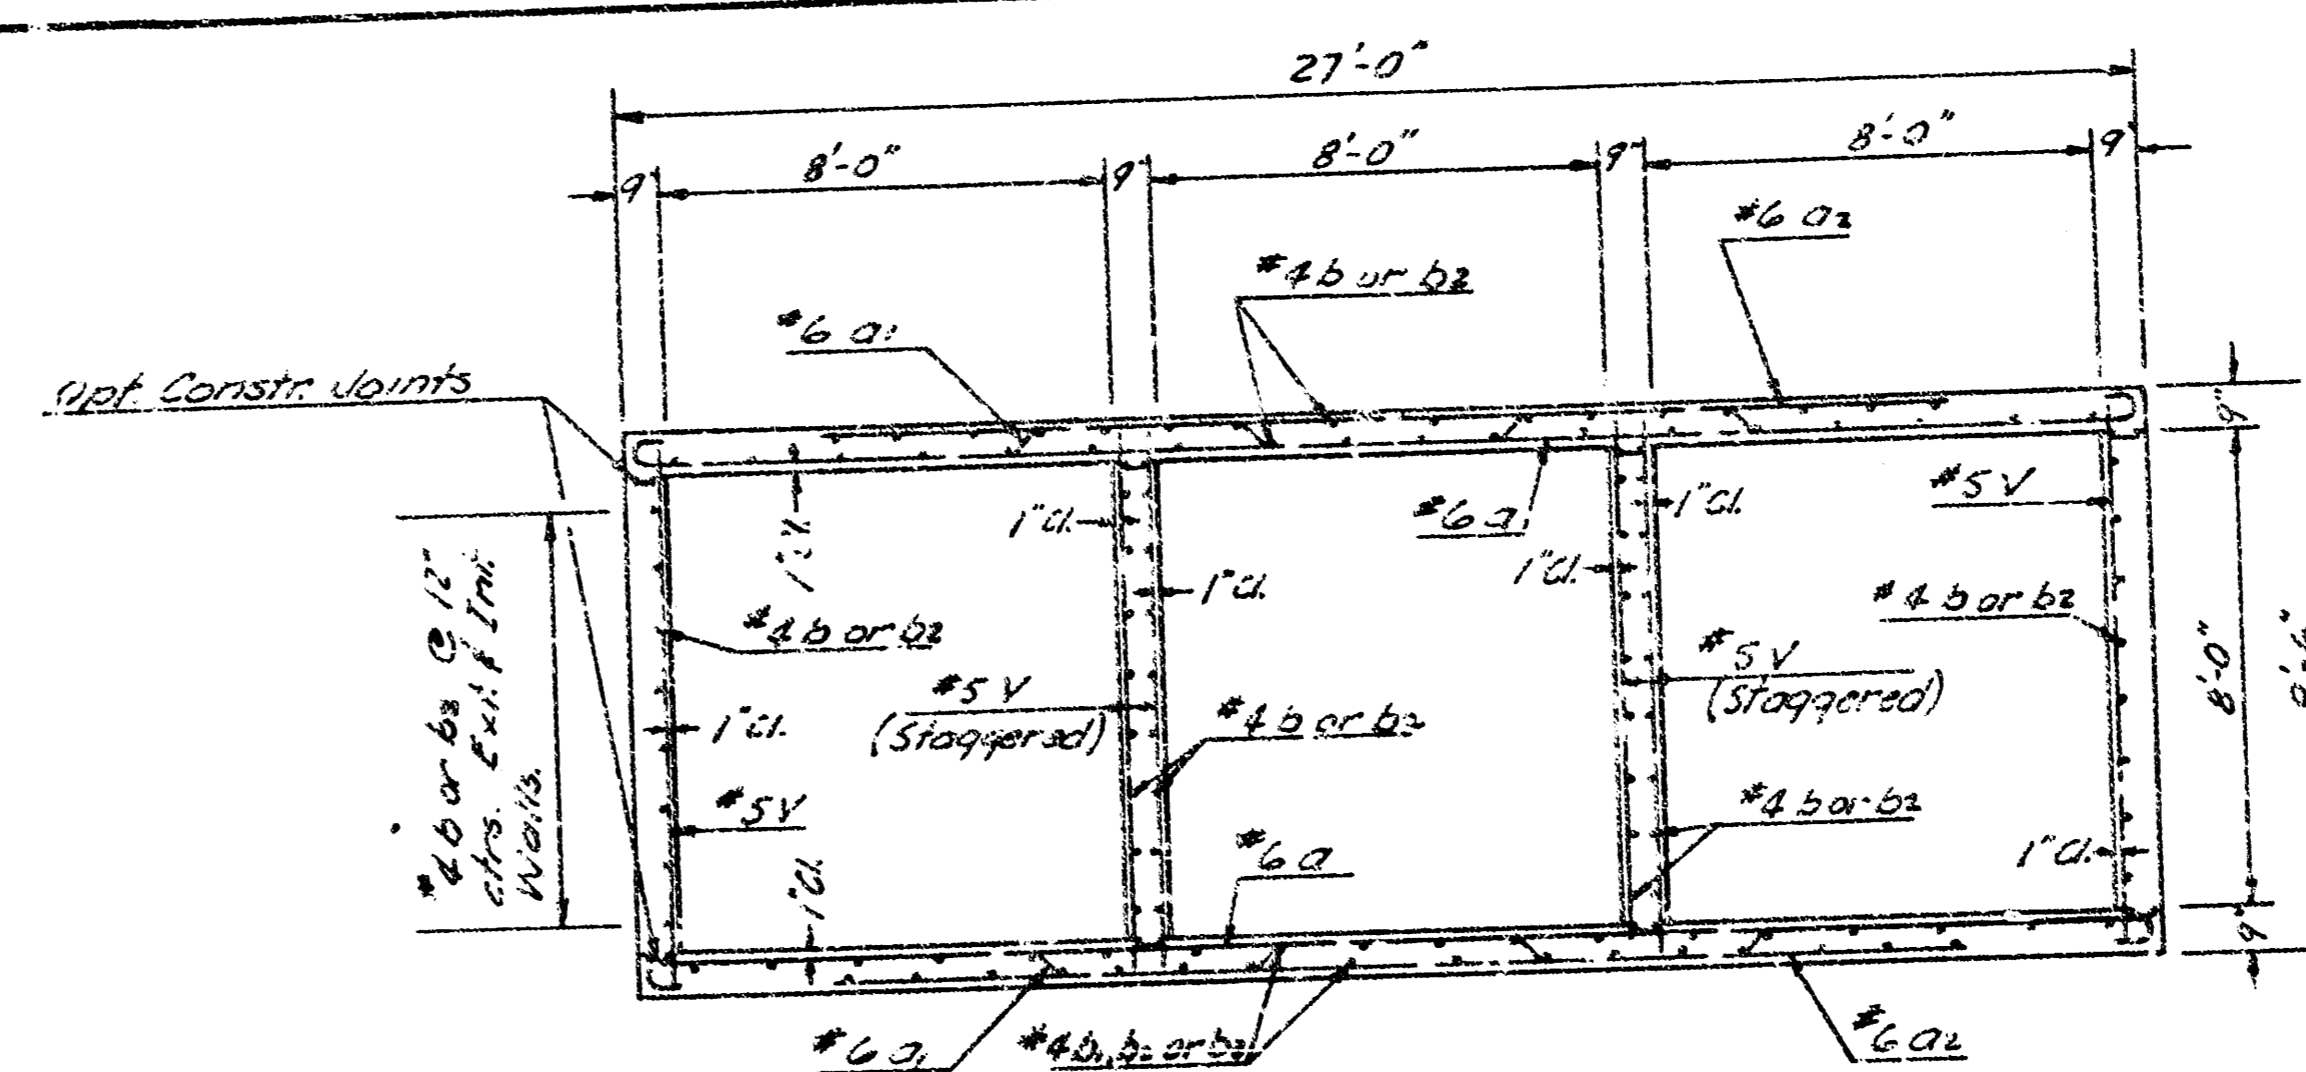 27'-0"
9" 8'-0" 9" 8'-0" 9" 8'-0" 9"
#6 a2
#4 b or b2
#6 a1
Opt. Constr. Joints
9"
#5 V
1" Cl.
#6 a1
1" Cl.
1" Cl.
1" Cl.
1" Cl.
#4 b or b2 @ 12"
ctrs. Ext. & Int.
Walls.
#4 b or b2
#4 b or b2
#5 V
(Staggered)
#5 V
(Staggered)
8'-0"
1" Cl.
#4 b or b2
#5 V
#4 b or b2
1" Cl.
#6 a
1" Cl.
9"
#6 a1
#4 b1, b2 or b3
#6 a2